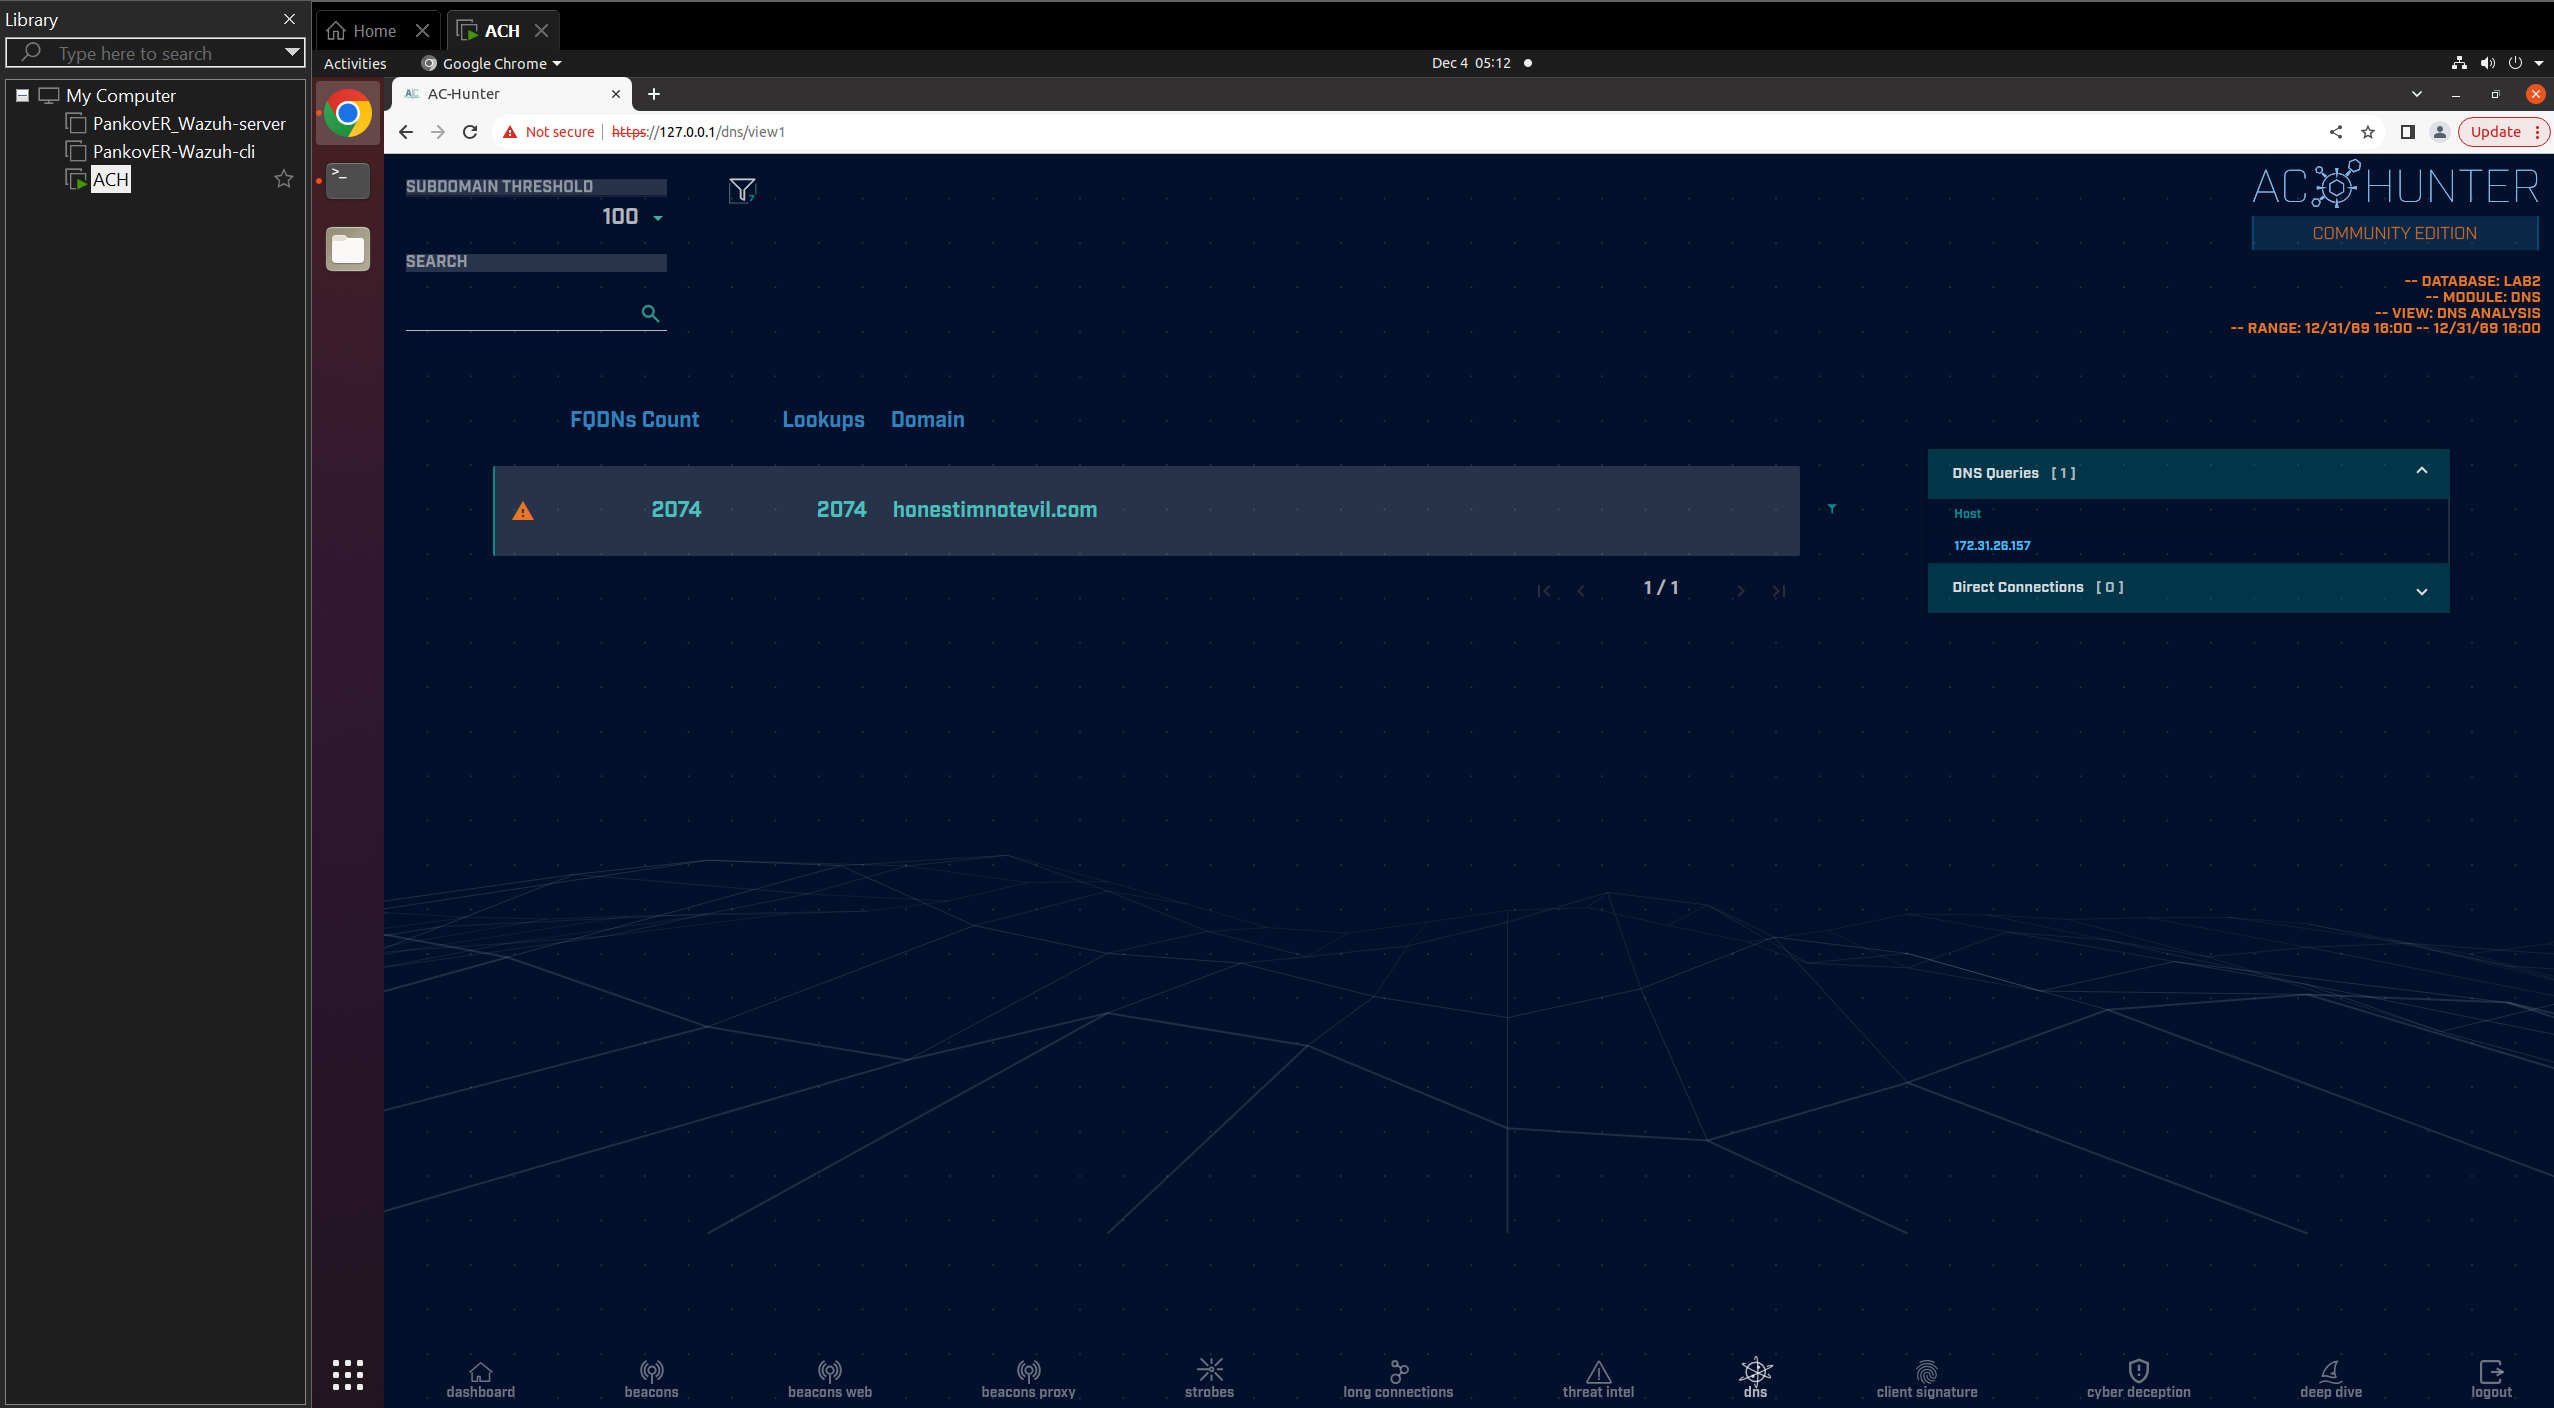 Library
Type here to search
My Computer
PankovER_Wazuh-server
PankovER-Wazuh-cli
ACH
Home
ACH
Activities
Google Chrome
Dec 4 05:12
AC-Hunter
Not secure
https://127.0.0.1/dns/view1
Update
SUBDOMAIN THRESHOLD
100
7
SEARCH
AC HUNTER
COMMUNITY EDITION
-- DATABASE: LAB2
-- MODULE: DNS
-- VIEW: DNS ANALYSIS
-- RANGE: 12/31/69 16:00 -- 12/31/69 16:00
FQDNs Count Lookups Domain
2074 2074 honestimnotevil.com
1 / 1
DNS Queries [ 1 ]
Host
172.31.26.157
Direct Connections [ 0 ]
dashboard
beacons
beacons web
beacons proxy
strobes
long connections
threat intel
dns
client signature
cyber deception
deep dive
logout